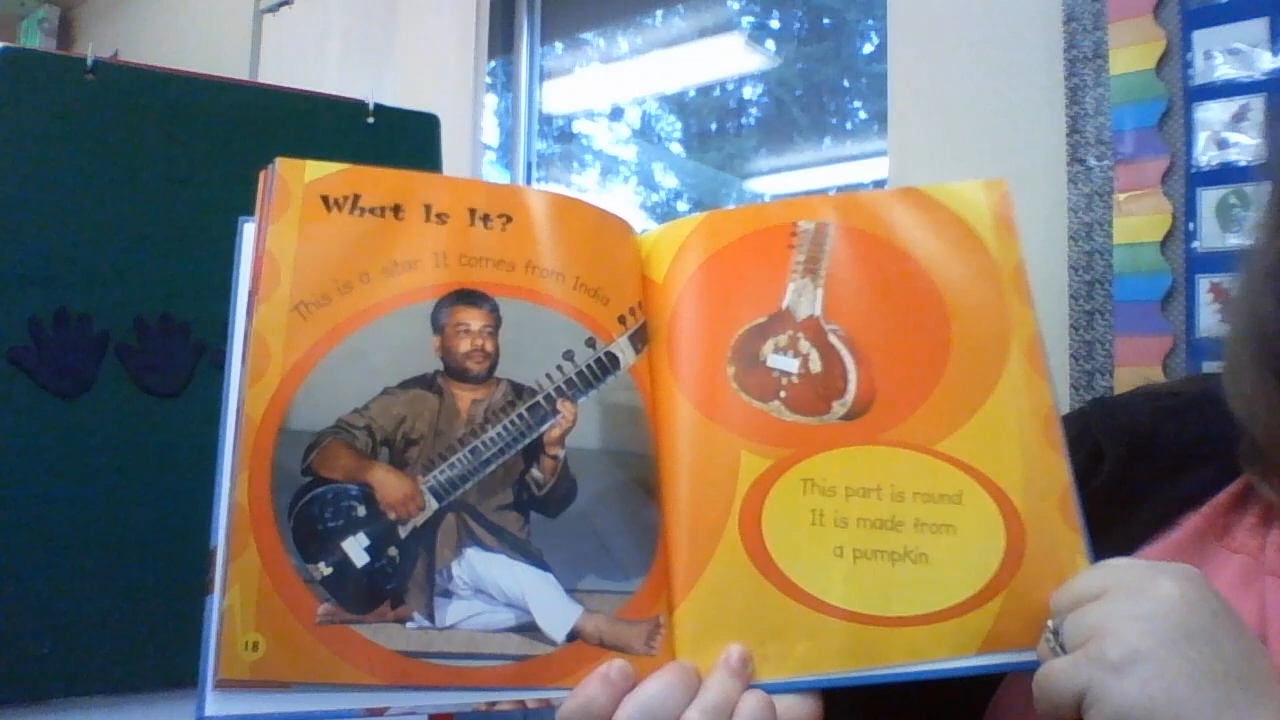 What Is It?
This is a sitar. It comes from India.
This part is round.
It is made from
a pumpkin.
18